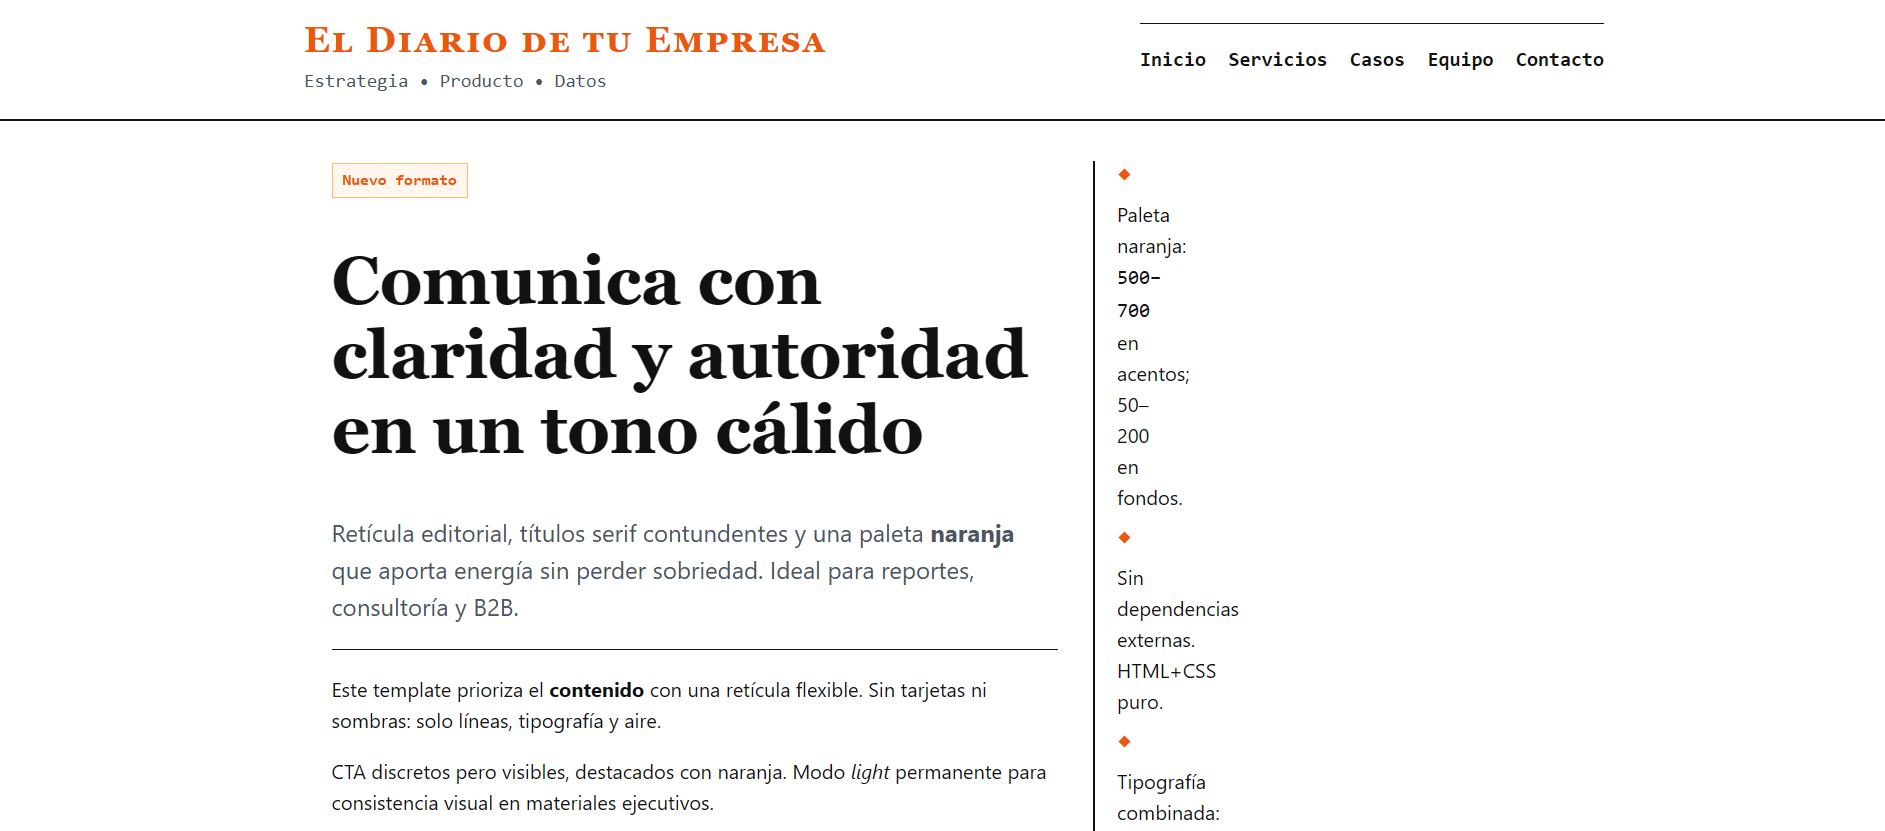 El Diario de tu Empresa
Estrategia • Producto • Datos
Inicio Servicios Casos Equipo Contacto
Nuevo formato
Comunica con
claridad y autoridad
en un tono cálido
Retícula editorial, títulos serif contundentes y una paleta naranja
que aporta energía sin perder sobriedad. Ideal para reportes,
consultoría y B2B.
Este template prioriza el contenido con una retícula flexible. Sin tarjetas ni
sombras: solo líneas, tipografía y aire.
CTA discretos pero visibles, destacados con naranja. Modo light permanente para
consistencia visual en materiales ejecutivos.
◆
Paleta
naranja:
500–
700
en
acentos;
50–
200
en
fondos.
◆
Sin
dependencias
externas.
HTML+CSS
puro.
◆
Tipografía
combinada: